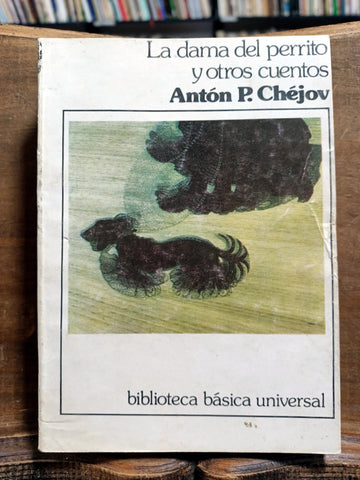 La dama del perrito
y otros cuentos
Antón P. Chéjov
biblioteca básica universal